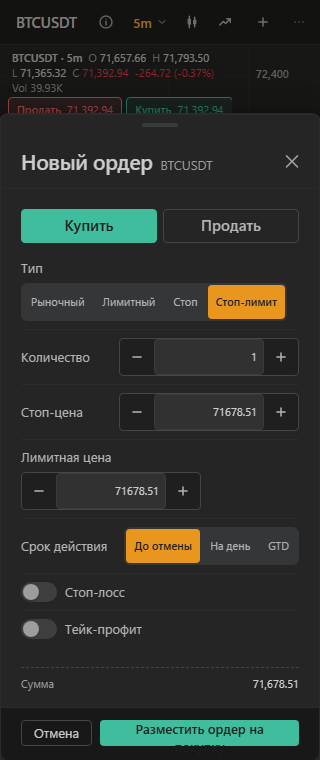 BTCUSDT 5m
BTCUSDT · 5m O 71,657.66 H 71,793.50
L 71,365.32 C 71,392.94 -264.72 (-0.37%)
Vol 39.93K
72,400
Продать 71,392.94 Купить 71,392.94
Новый ордер BTCUSDT
Купить Продать
Тип
Рыночный Лимитный Стоп Стоп-лимит
Количество 1
Стоп-цена 71678.51
Лимитная цена
71678.51
Срок действия До отмены На день GTD
Стоп-лосс
Тейк-профит
Сумма 71,678.51
Отмена Разместить ордер на
покупку